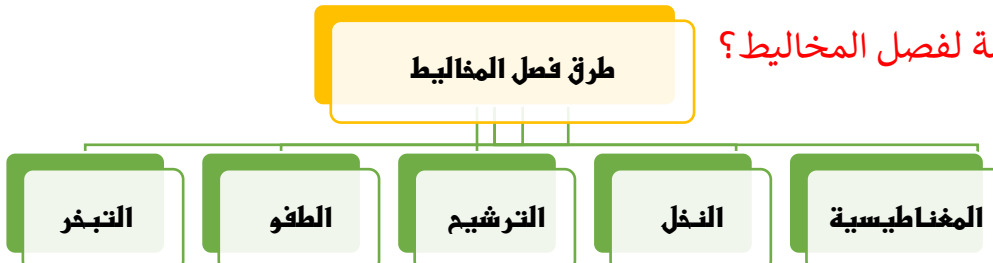 لفصل المخاليط؟
طرق فصل المخاليط
المغناطيسية
النخل
الترشيح
الطفو
التبخر